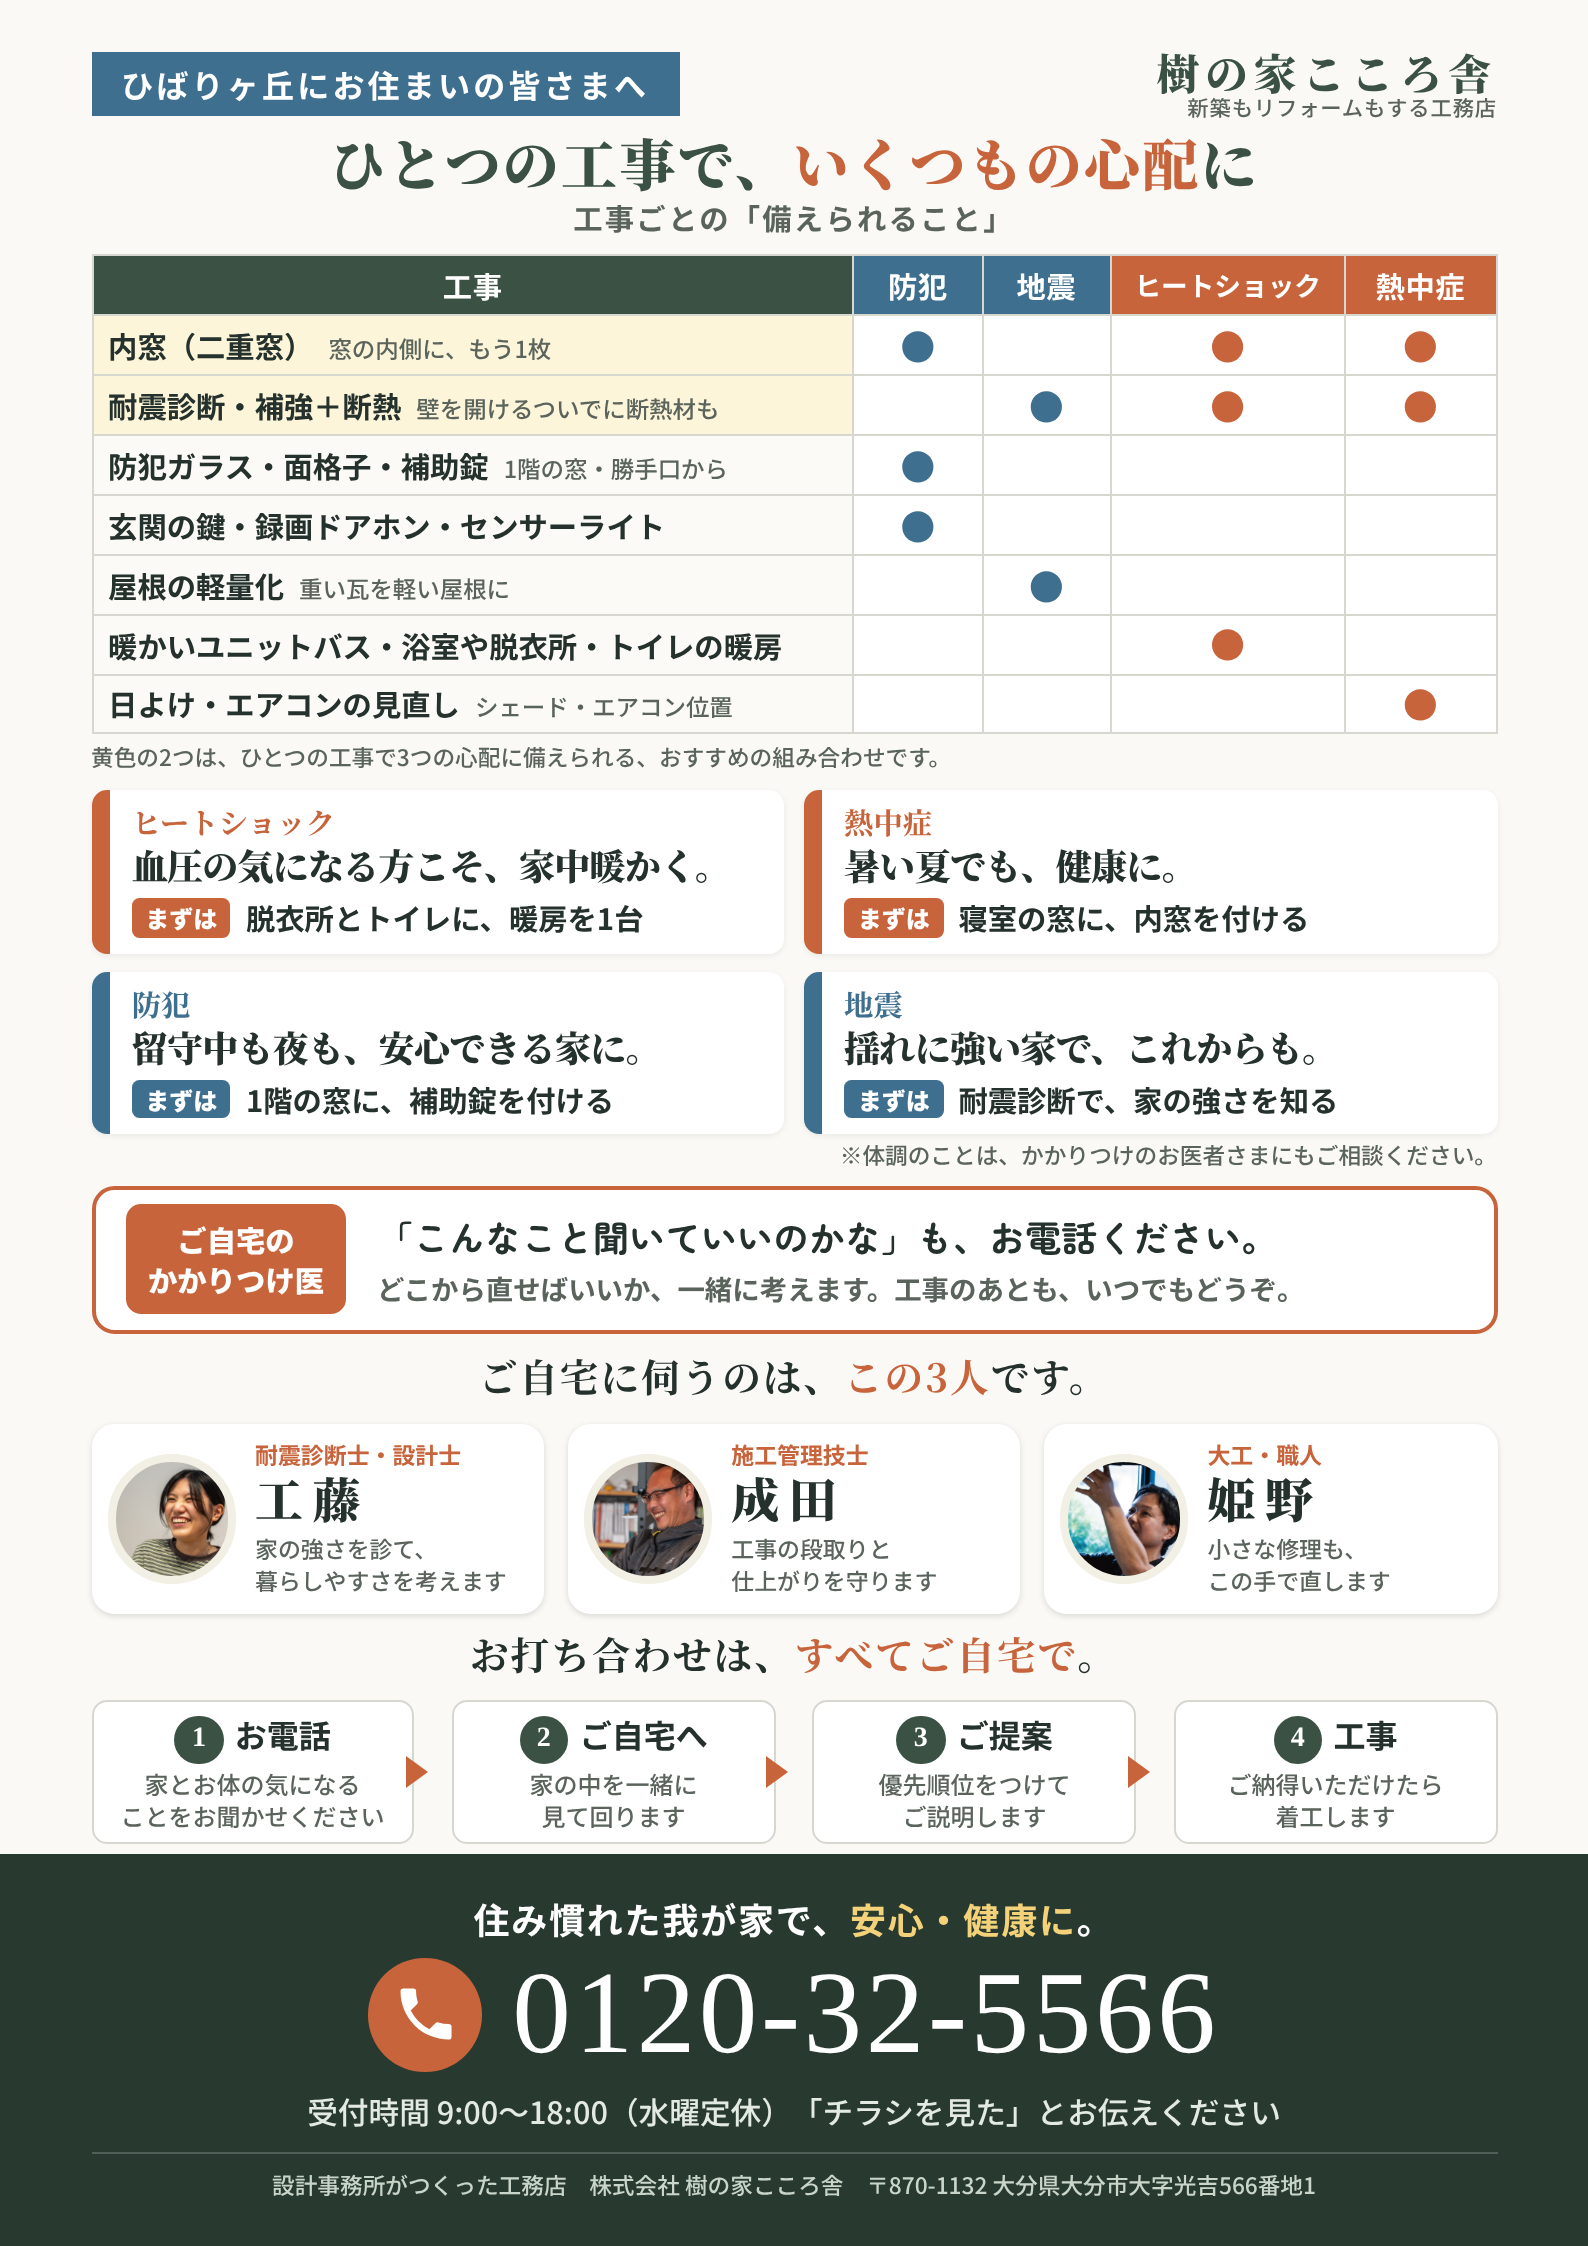 ひばりヶ丘にお住まいの皆さまへ
樹の家こころ舎
新築もリフォームもする工務店
ひとつの工事で、いくつもの心配に
工事ごとの「備えられること」
工事 防犯 地震 ヒートショック 熱中症
内窓（二重窓） 窓の内側に、もう1枚 ● ● ●
耐震診断・補強＋断熱 壁を開けるついでに断熱材も ● ● ●
防犯ガラス・面格子・補助錠 1階の窓・勝手口から ●
玄関の鍵・録画ドアホン・センサーライト ●
屋根の軽量化 重い瓦を軽い屋根に ●
暖かいユニットバス・浴室や脱衣所・トイレの暖房 ●
日よけ・エアコンの見直し シェード・エアコン位置 ●
黄色の2つは、ひとつの工事で3つの心配に備えられる、おすすめの組み合わせです。
ヒートショック
血圧の気になる方こそ、家中暖かく。
まずは 脱衣所とトイレに、暖房を1台
熱中症
暑い夏でも、健康に。
まずは 寝室の窓に、内窓を付ける
防犯
留守中も夜も、安心できる家に。
まずは 1階の窓に、補助錠を付ける
地震
揺れに強い家で、これからも。
まずは 耐震診断で、家の強さを知る
※体調のことは、かかりつけのお医者さまにもご相談ください。
ご自宅の
かかりつけ医
「こんなこと聞いていいのかな」も、お電話ください。
どこから直せばいいか、一緒に考えます。工事のあとも、いつでもどうぞ。
ご自宅に伺うのは、この3人です。
耐震診断士・設計士
工藤
家の強さを診て、
暮らしやすさを考えます
施工管理技士
成田
工事の段取りと
仕上がりを守ります
大工・職人
姫野
小さな修理も、
この手で直します
お打ち合わせは、すべてご自宅で。
1 お電話
家とお体の気になる
ことをお聞かせください
2 ご自宅へ
家の中を一緒に
見て回ります
3 ご提案
優先順位をつけて
ご説明します
4 工事
ご納得いただけたら
着工します
住み慣れた我が家で、安心・健康に。
0120-32-5566
受付時間 9:00〜18:00（水曜定休）「チラシを見た」とお伝えください
設計事務所がつくった工務店 株式会社 樹の家こころ舎 〒870-1132 大分県大分市大字光吉566番地1